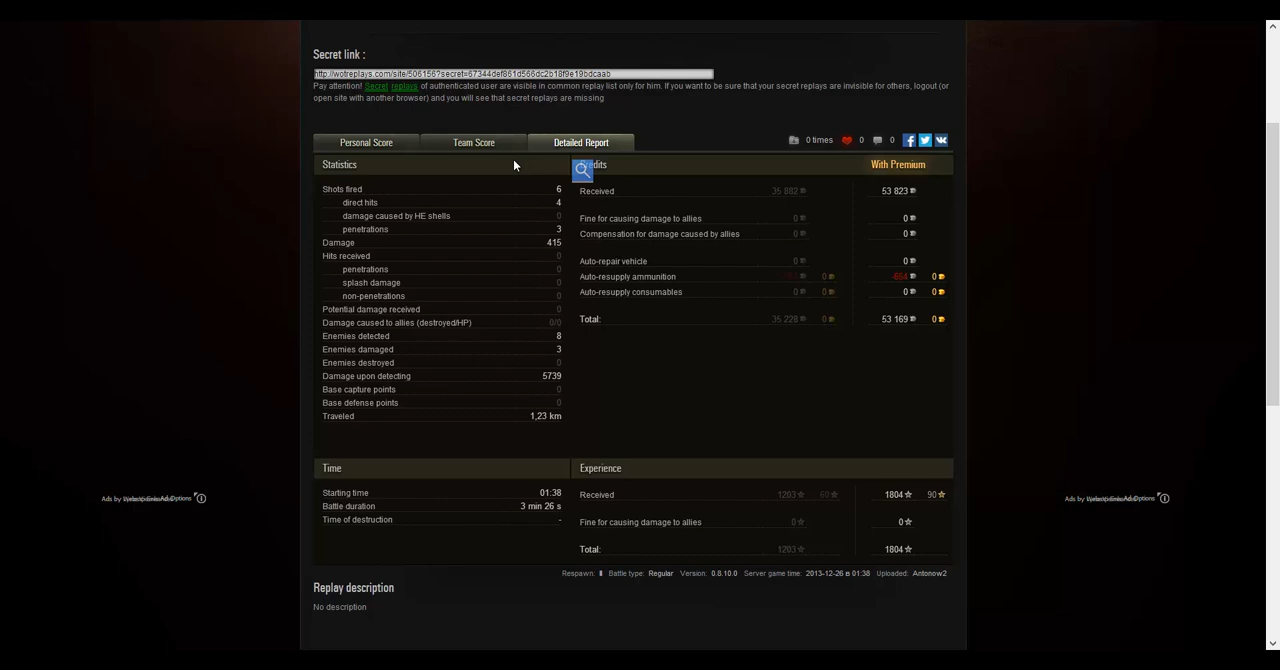 Secret link :
http://wotreplays.com/site/506156?secret=67344def861d566dc2b18f9e19bdcaab
Pay attention! Secret replays of authenticated user are visible in common replay list only for him. If you want to be sure that your secret replays are invisible for others, logout (or
open site with another browser) and you will see that secret replays are missing
Personal Score Team Score Detailed Report 0 times 0 0
Statistics
Shots fired 6
direct hits 4
damage caused by HE shells 0
penetrations 3
Damage 415
Hits received 0
penetrations 0
splash damage 0
non-penetrations 0
Potential damage received 0
Damage caused to allies (destroyed/HP) 0/0
Enemies detected 8
Enemies damaged 3
Enemies destroyed 0
Damage upon detecting 5739
Base capture points 0
Base defense points 0
Traveled 1,23 km
With Premium
Received 35 882 53 823
Fine for causing damage to allies 0 0
Compensation for damage caused by allies 0 0
Auto-repair vehicle 0 0
Auto-resupply ammunition 0 -654 0
Auto-resupply consumables 0 0 0 0
Total: 35 228 0 53 169 0
Time
Starting time 01:38
Battle duration 3 min 26 s
Time of destruction -
Experience
Received 1203 60 1804 90
Fine for causing damage to allies 0 0
Total: 1203 1804
Respawn: II Battle type: Regular Version: 0.8.10.0 Server game time: 2013-12-26 в 01:38 Uploaded: Antonow2
Replay description
No description
Ads by Ad Options
Ads by Ad Options